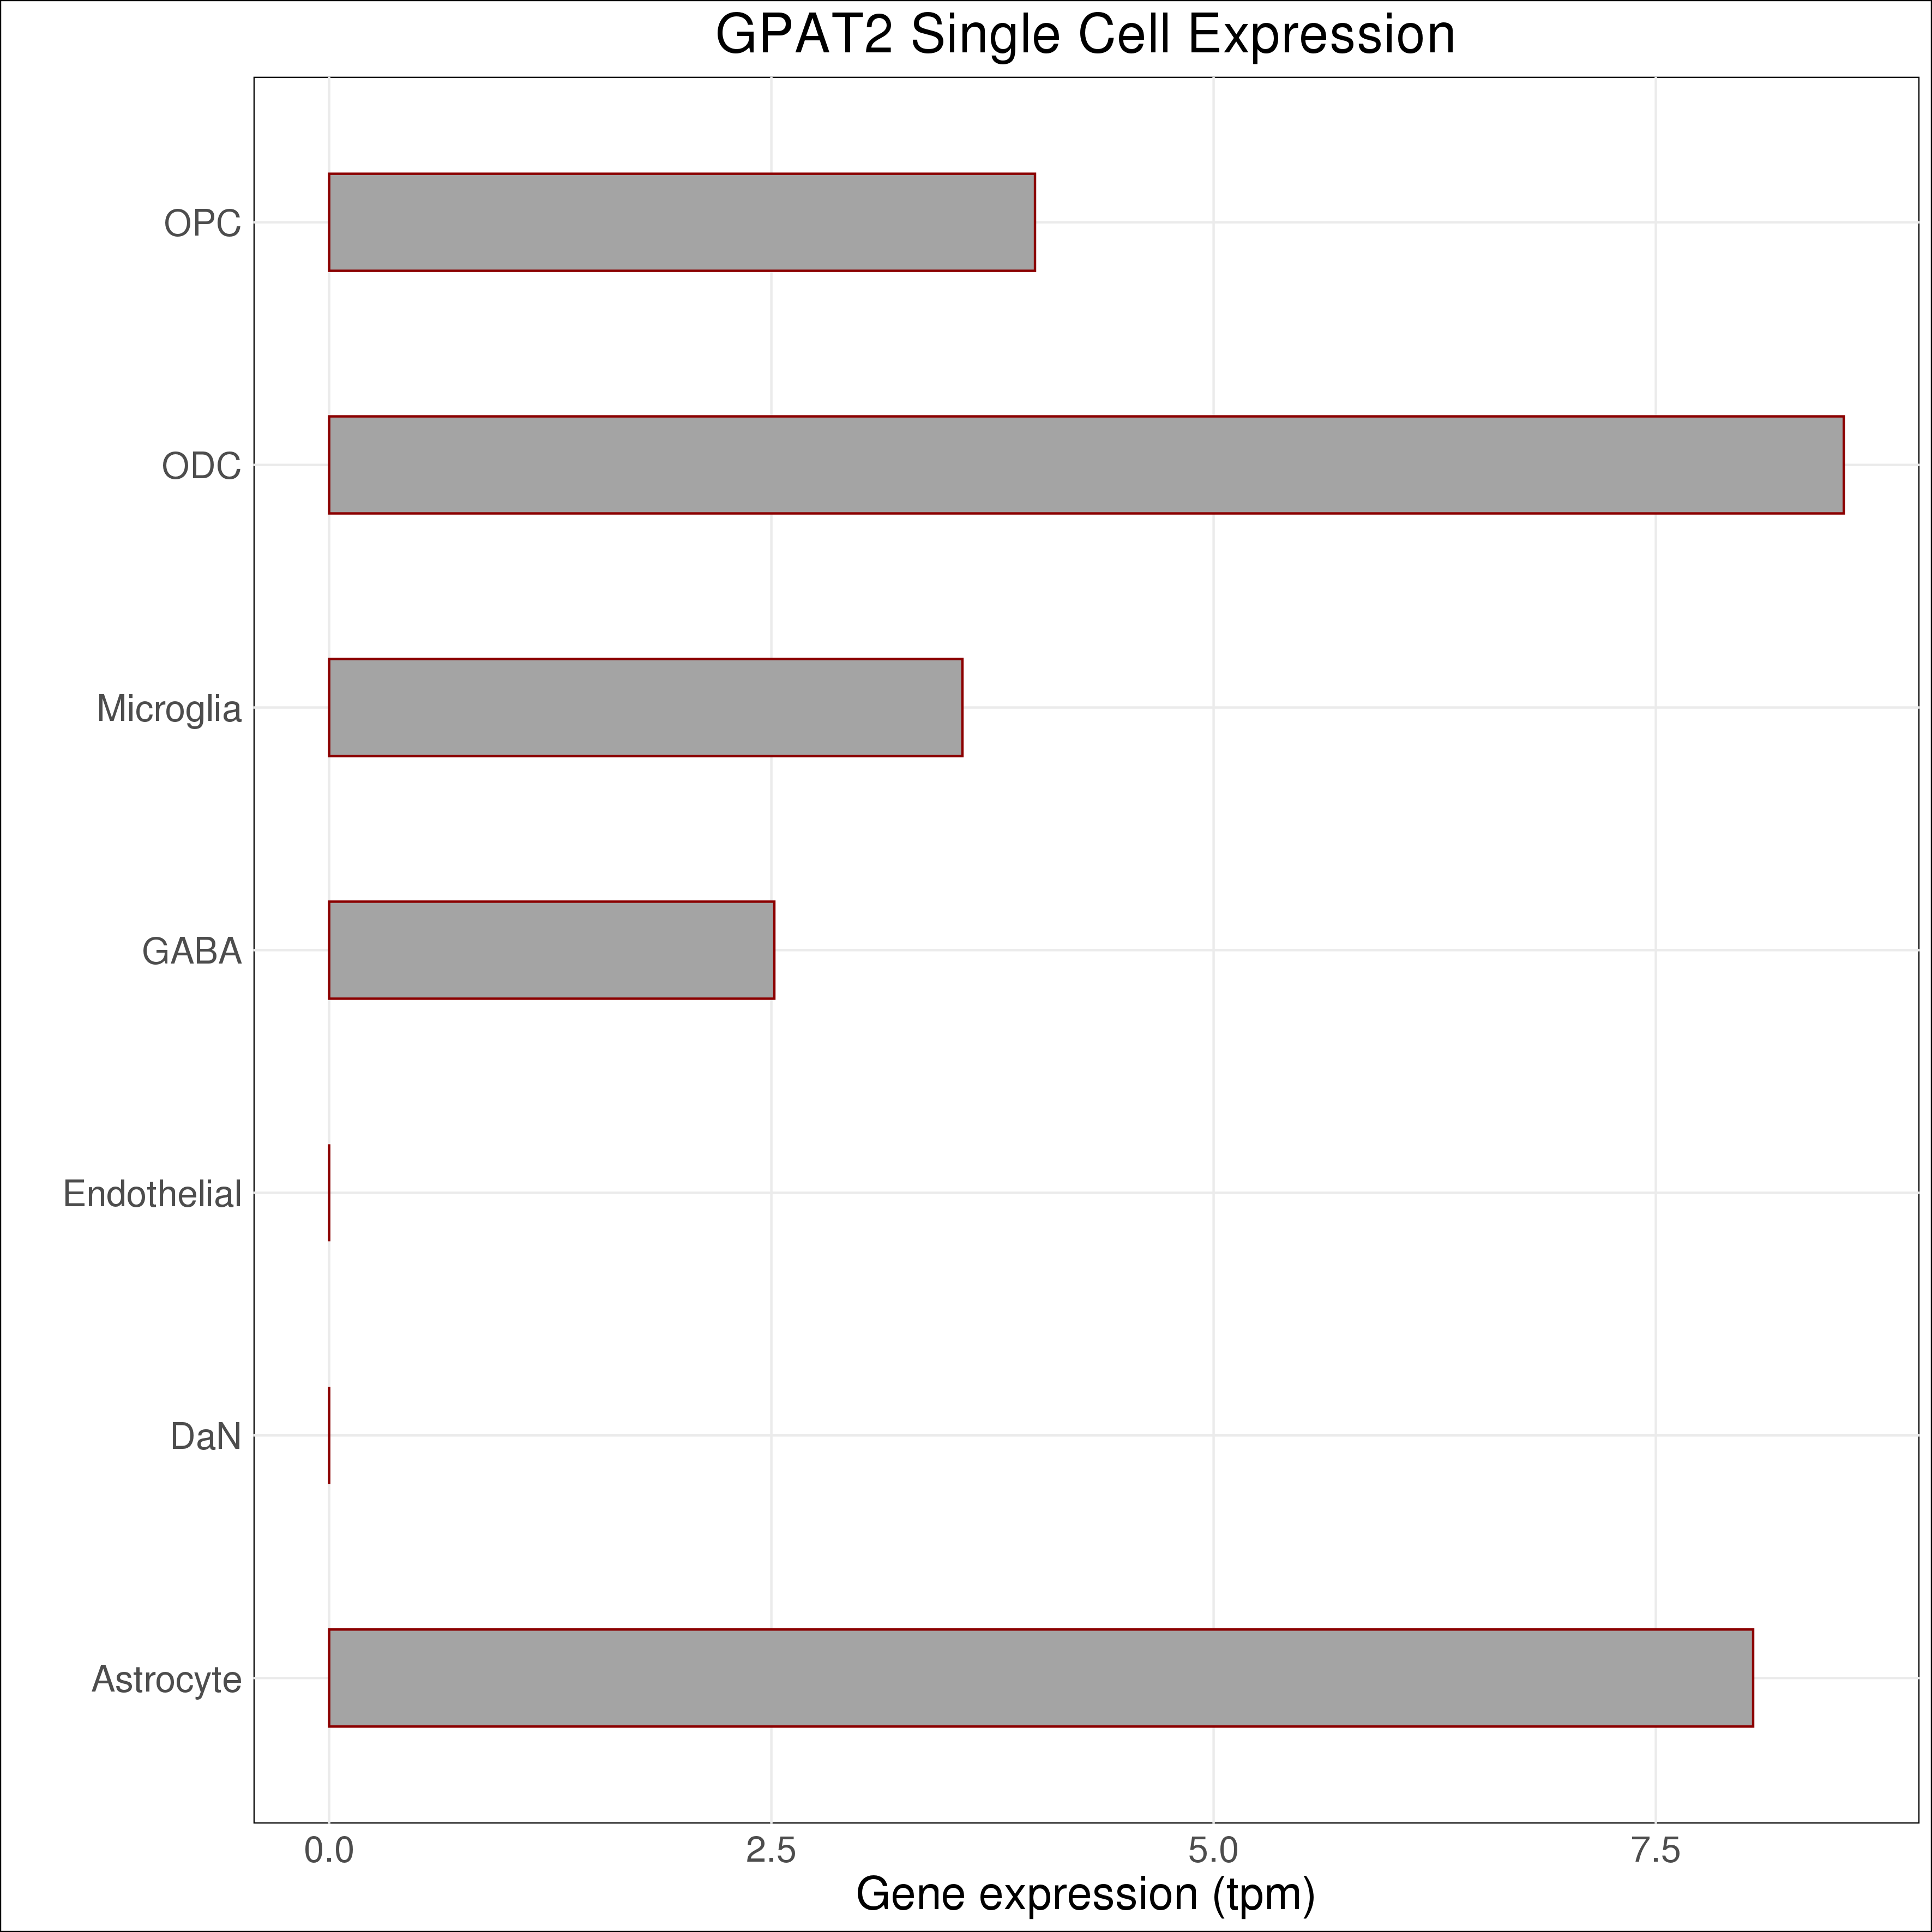 GPAT2 Single Cell Expression
OPC
ODC
Microglia
GABA
Endothelial
DaN
Astrocyte
0.0 2.5 5.0 7.5
Gene expression (tpm)